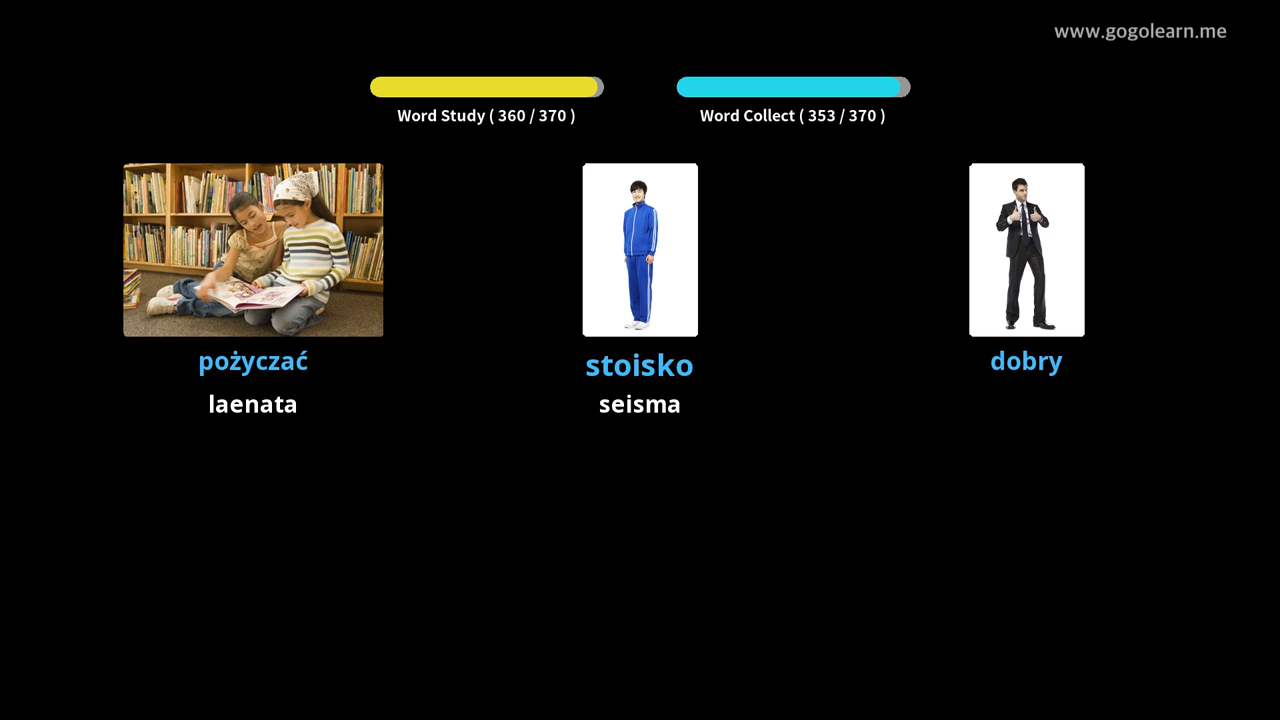 www.gogolearn.me
Word Study ( 360 / 370 )
Word Collect ( 353 / 370 )
pożyczać
laenata
stoisko
seisma
dobry